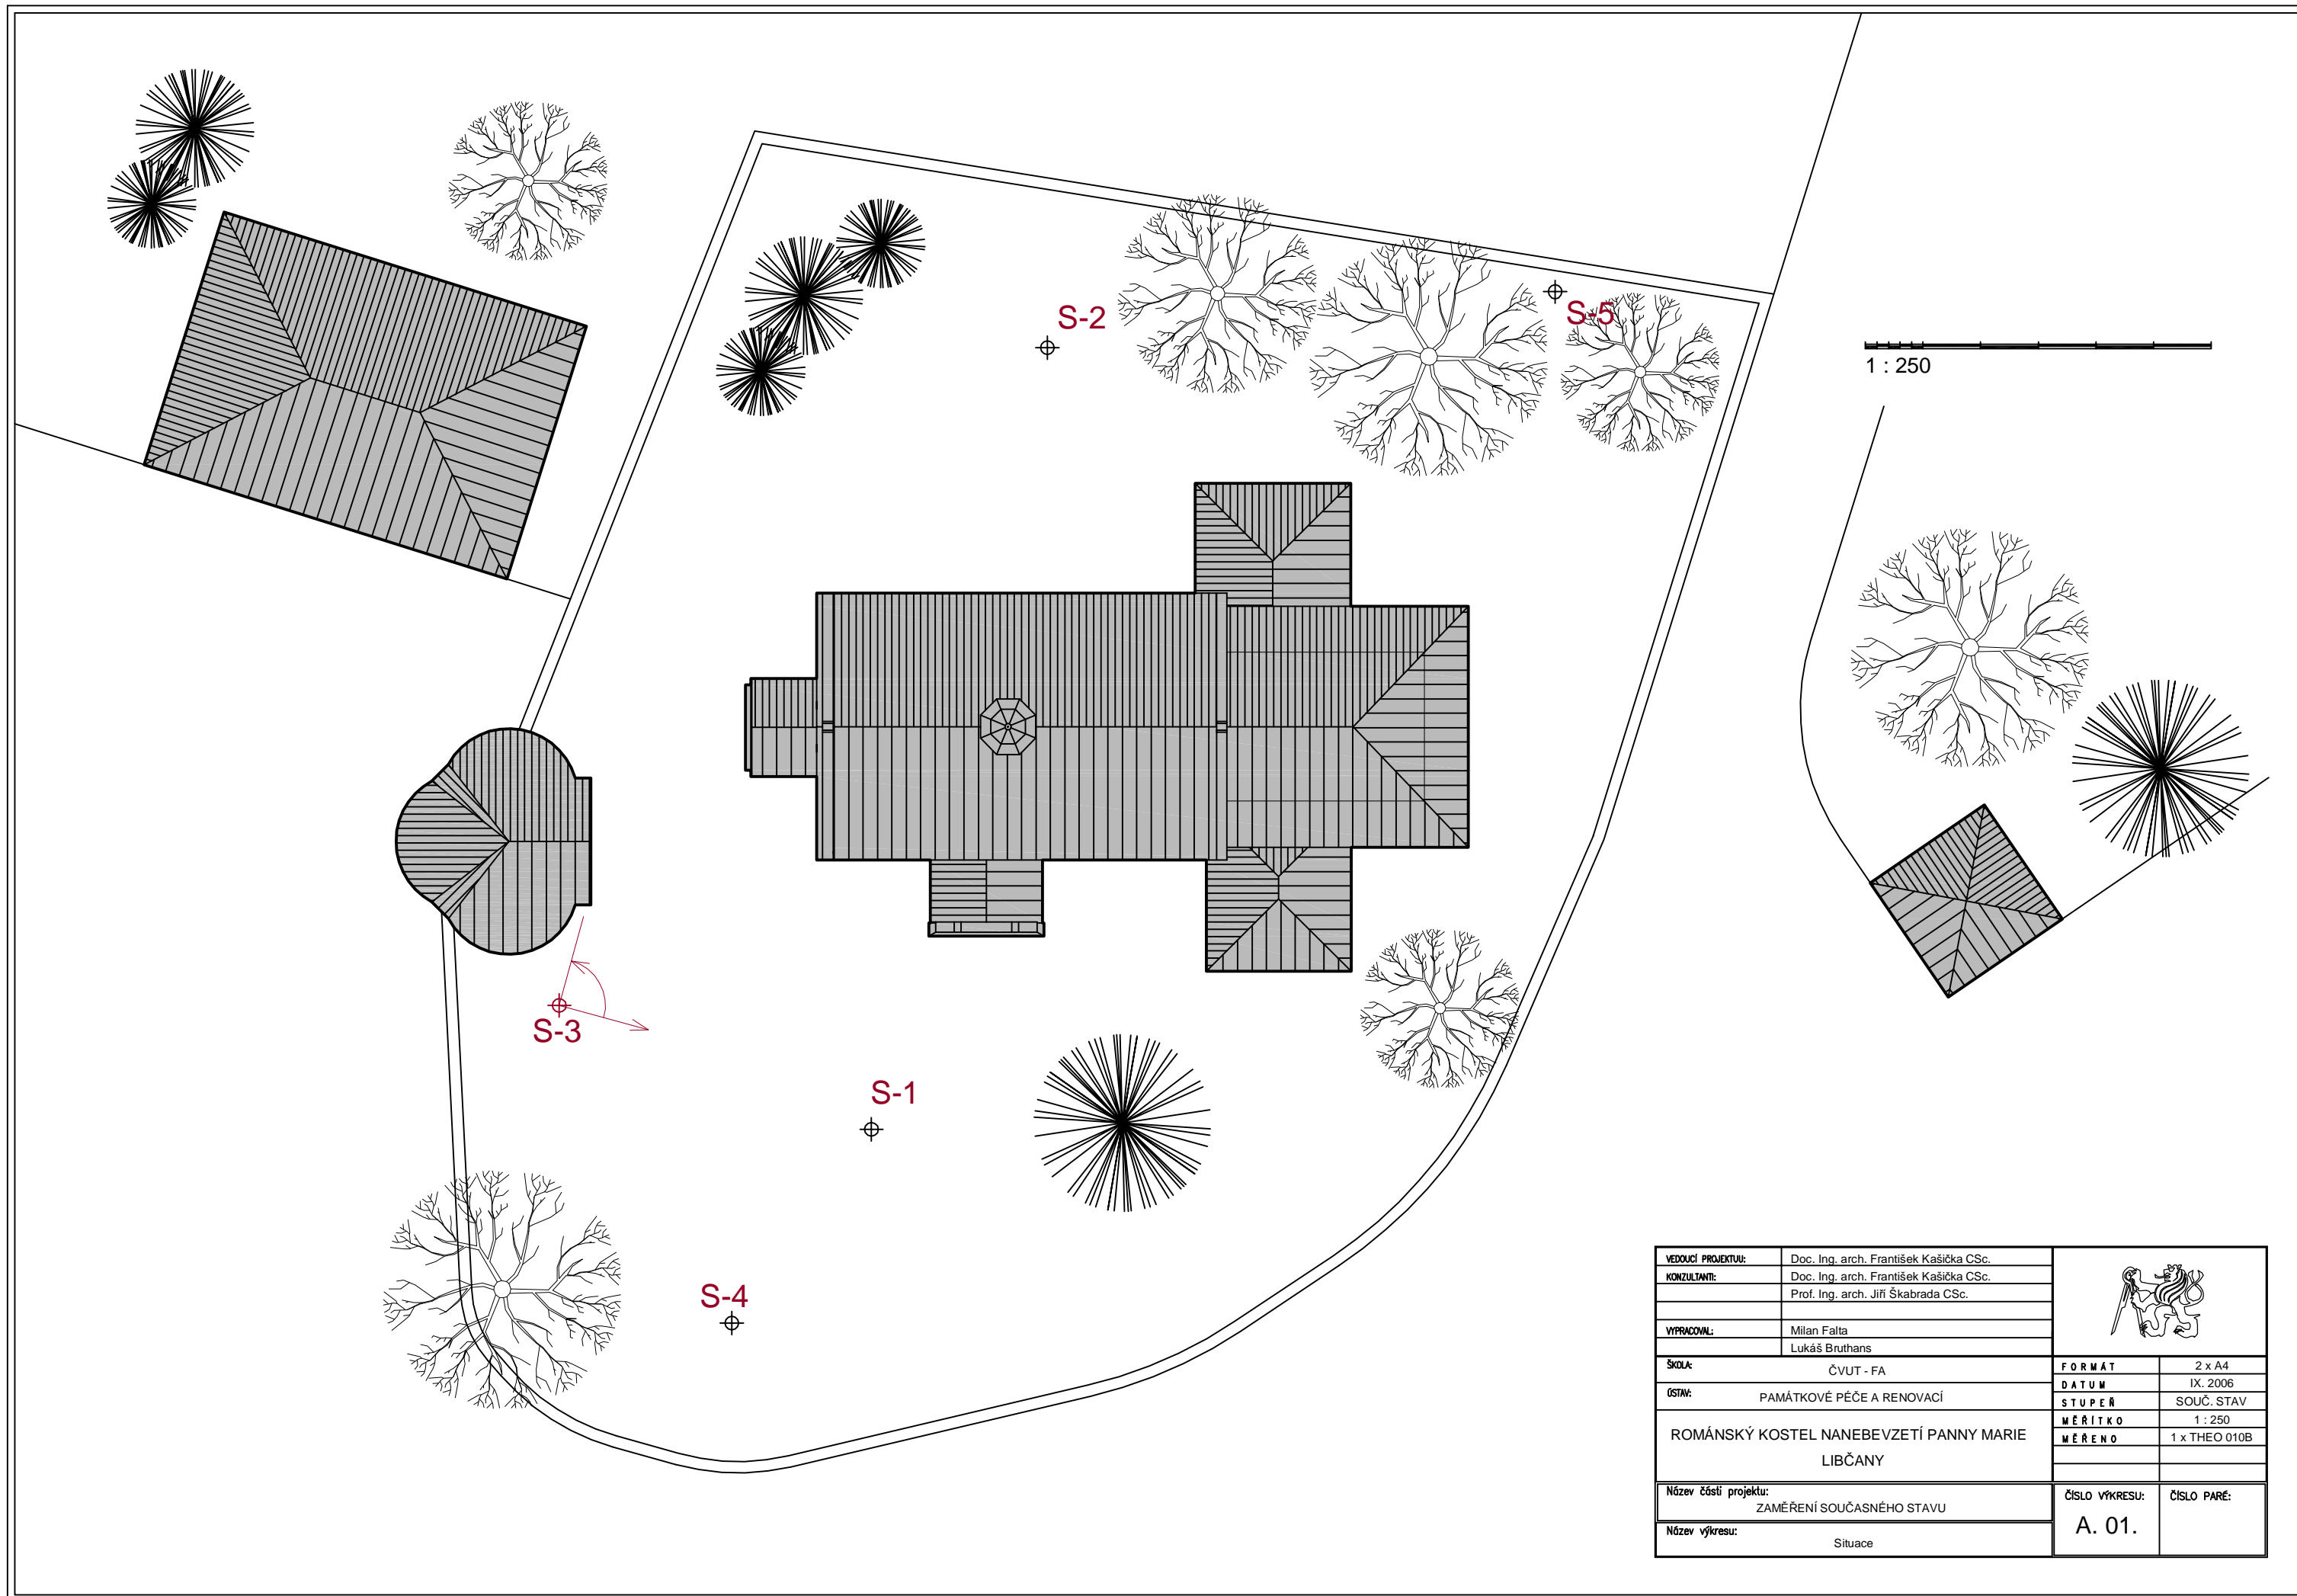 S-2
S-5
1 : 250
S-3
S-1
S-4
VEDOUCÍ PROJEKTUU: Doc. Ing. arch. František Kašička CSc.
KONZULTANTI: Doc. Ing. arch. František Kašička CSc.
Prof. Ing. arch. Jiří Škabrada CSc.
VYPRACOVAL: Milan Falta
Lukáš Bruthans
ŠKOLA: ČVUT - FA
ÚSTAV: PAMÁTKOVÉ PÉČE A RENOVACÍ
FORMÁT 2 x A4
DATUM IX. 2006
STUPEŇ SOUČ. STAV
MĚŘÍTKO 1 : 250
MĚŘENO 1 x THEO 010B
ROMÁNSKÝ KOSTEL NANEBEVZETÍ PANNY MARIE
LIBČANY
Název části projektu:
ZAMĚŘENÍ SOUČASNÉHO STAVU
Název výkresu:
Situace
ČÍSLO VÝKRESU:
A. 01.
ČÍSLO PARÉ: